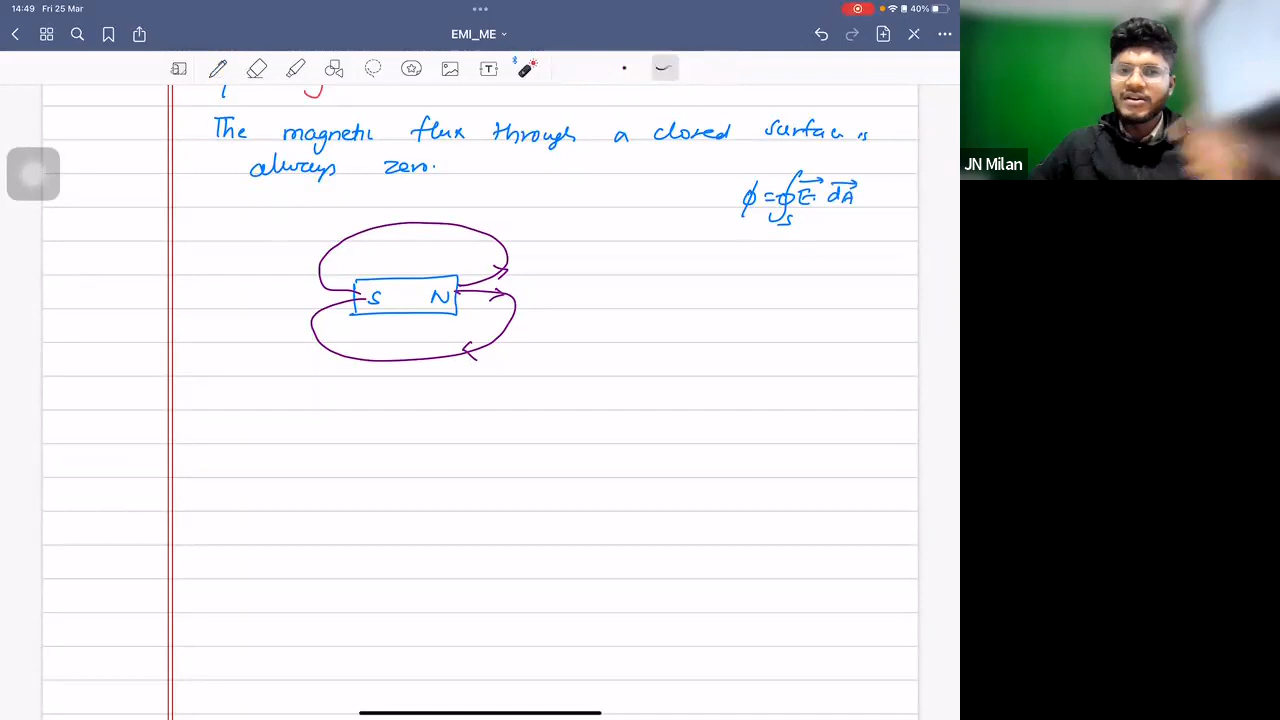 14:49 Fri 25 Mar
40%
EMI_ME
T
The magnetic flux through a closed surface is
always zero.
ϕ = ∮ E⃗. dA⃗
S
S N
JN Milan